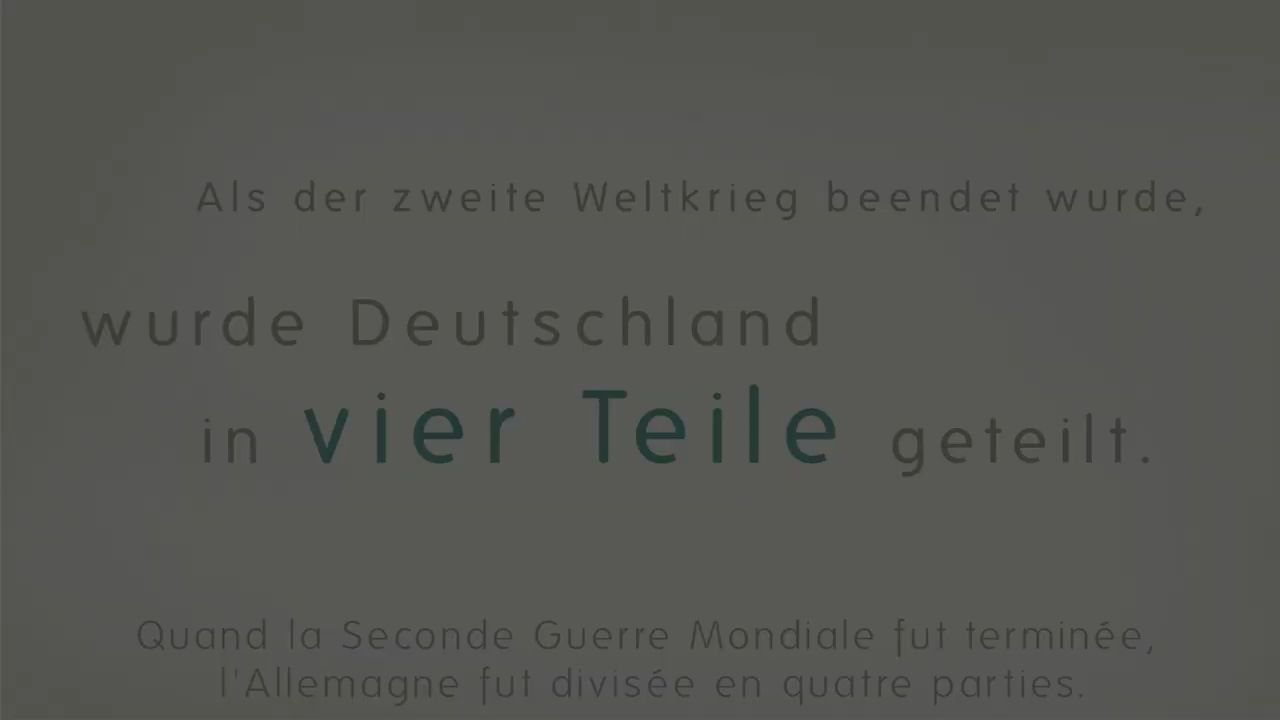 Als der zweite Weltkrieg beendet wurde,
wurde Deutschland
in vier Teile geteilt.
Quand la Seconde Guerre Mondiale fut terminée,
l'Allemagne fut divisée en quatre parties.